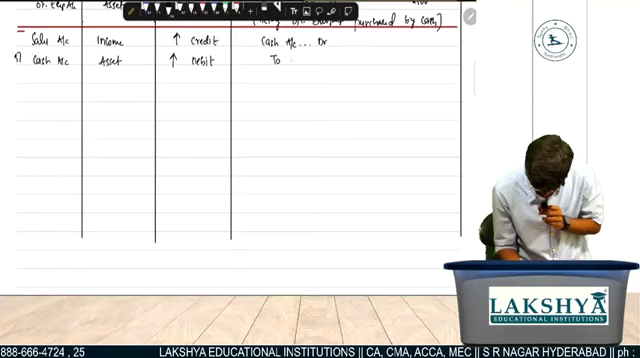 Asset
purchased by cash]
Sales A/c Income ↑ Credit Cash A/c... Dr
5) Cash A/c Asset ↑ Debit To
LAKSHYA
EDUCATIONAL INSTITUTIONS
888-666-4724 , 25 LAKSHYA EDUCATIONAL INSTITUTIONS || CA, CMA, ACCA, MEC || S R NAGAR HYDERABAD || ph :